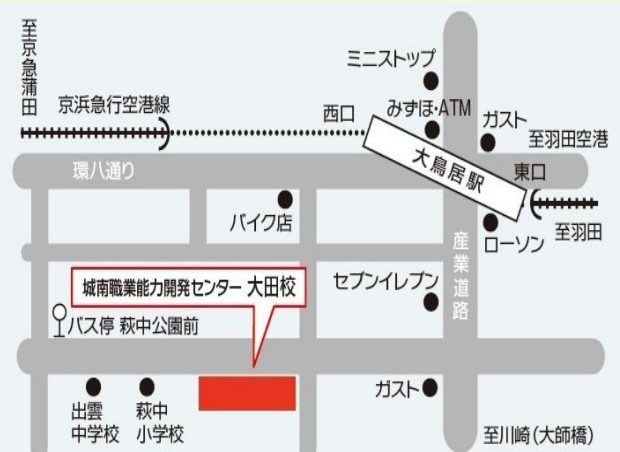 至京急蒲田
京浜急行空港線
西口
ミニストップ
みずほ・ATM
ガスト
至羽田空港
大鳥居駅
東口
環八通り
バイク店
ローソン
至羽田
産業道路
城南職業能力開発センター 大田校
セブンイレブン
バス停 萩中公園前
出雲
中学校
萩中
小学校
ガスト
至川崎(大師橋)